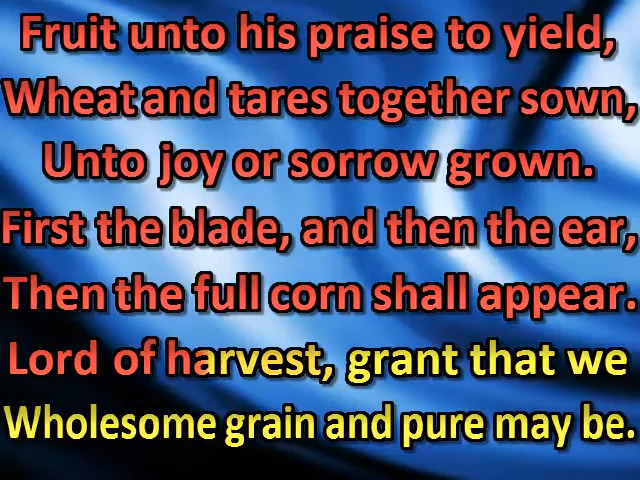 Fruit unto his praise to yield,
Wheat and tares together sown,
Unto joy or sorrow grown.
First the blade, and then the ear,
Then the full corn shall appear.
Lord of harvest, grant that we
Wholesome grain and pure may be.